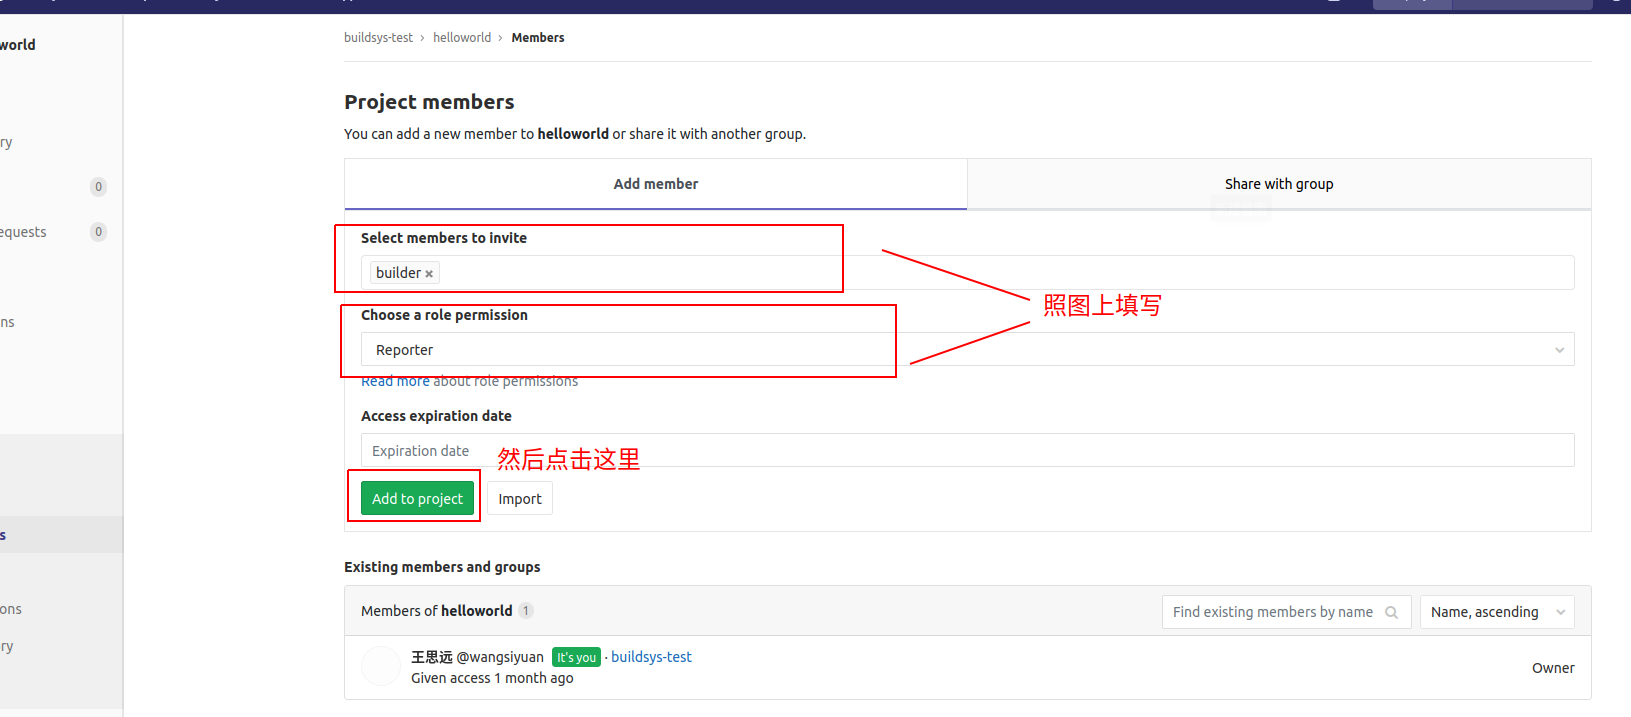 world
buildsys-test › helloworld › Members
Project members
You can add a new member to helloworld or share it with another group.
ry
0
equests 0
ns
s
ons
ry
Add member
Share with group
Select members to invite
builder ×
照图上填写
Choose a role permission
Reporter
Read more about role permissions
Access expiration date
Expiration date
然后点击这里
Add to project
Import
Existing members and groups
Members of helloworld 1
Find existing members by name
Name, ascending
王思远 @wangsiyuan It's you · buildsys-test
Given access 1 month ago
Owner